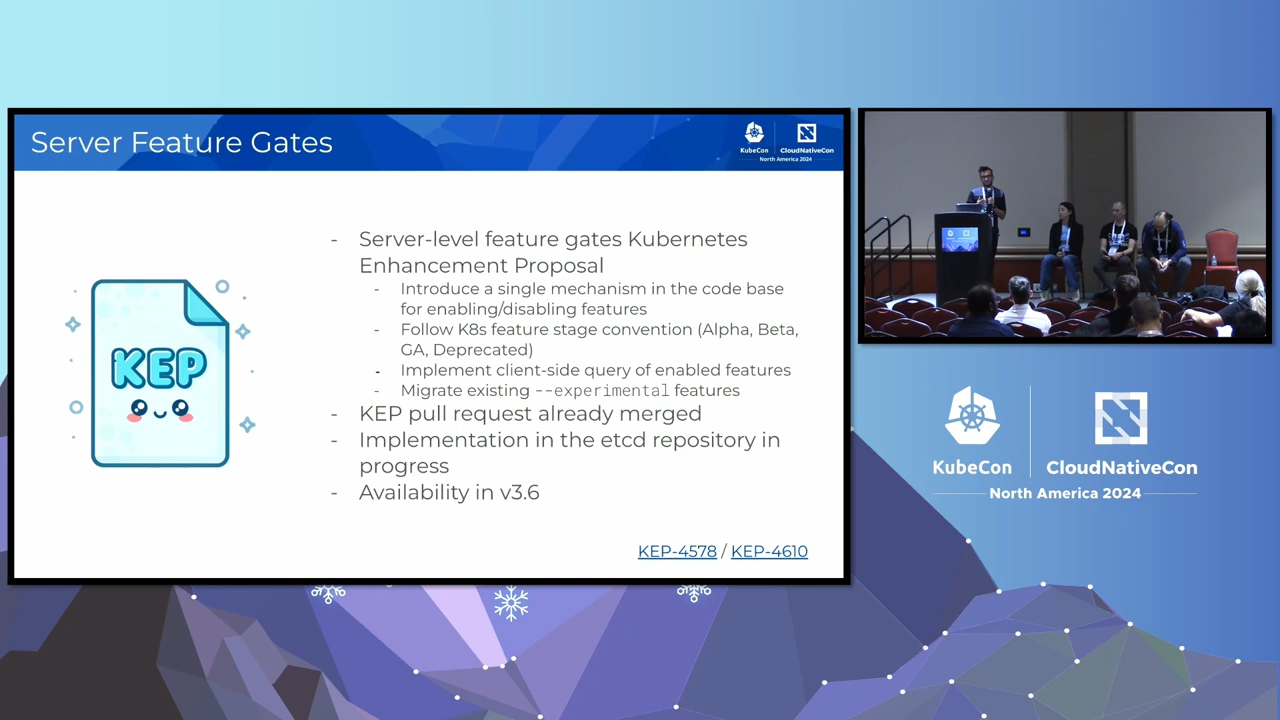 Server Feature Gates
KubeCon
CloudNativeCon
North America 2024
KEP
- Server-level feature gates Kubernetes
Enhancement Proposal
- Introduce a single mechanism in the code base
for enabling/disabling features
- Follow K8s feature stage convention (Alpha, Beta,
GA, Deprecated)
- Implement client-side query of enabled features
- Migrate existing --experimental features
- KEP pull request already merged
- Implementation in the etcd repository in
progress
- Availability in v3.6
KEP-4578 / KEP-4610
KubeCon
CloudNativeCon
North America 2024